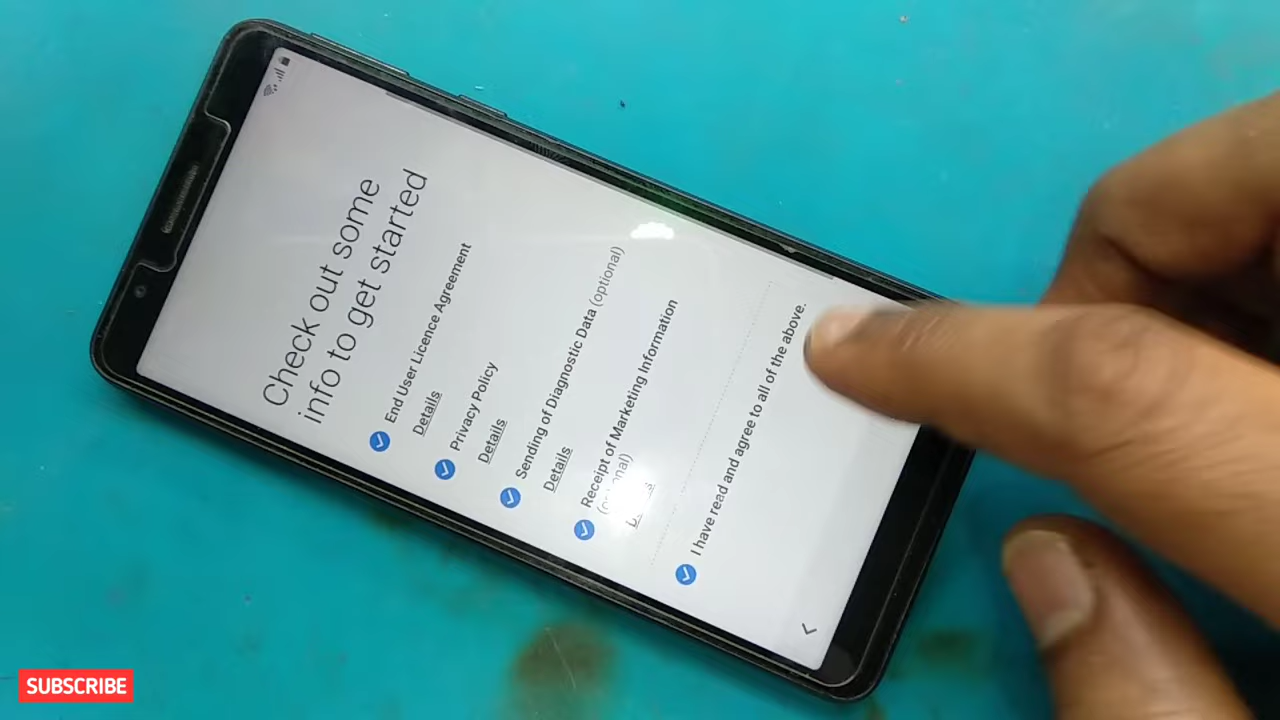 Check out some
info to get started
End User Licence Agreement
Details
Privacy Policy
Details
Sending of Diagnostic Data (optional)
Details
Receipt of Marketing Information
I have read and agree to all of the above.
SUBSCRIBE